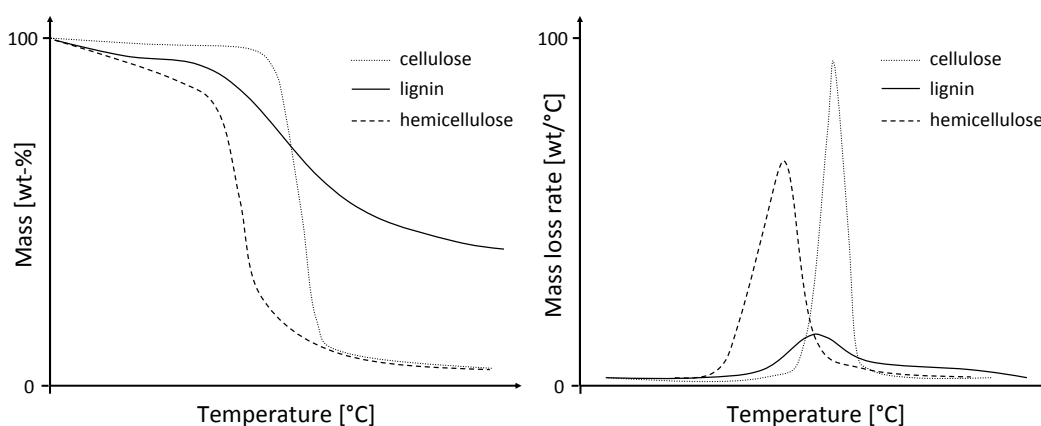 100
cellulose
lignin
hemicellulose
Mass [wt-%]
0
Temperature [°C]
100
cellulose
lignin
hemicellulose
Mass loss rate [wt/°C]
0
Temperature [°C]